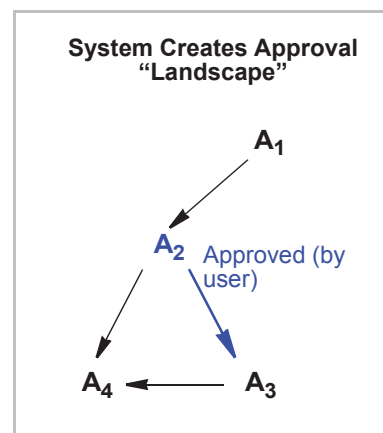 System Creates Approval
“Landscape”
A1
A2 Approved (by
user)
A4 A3